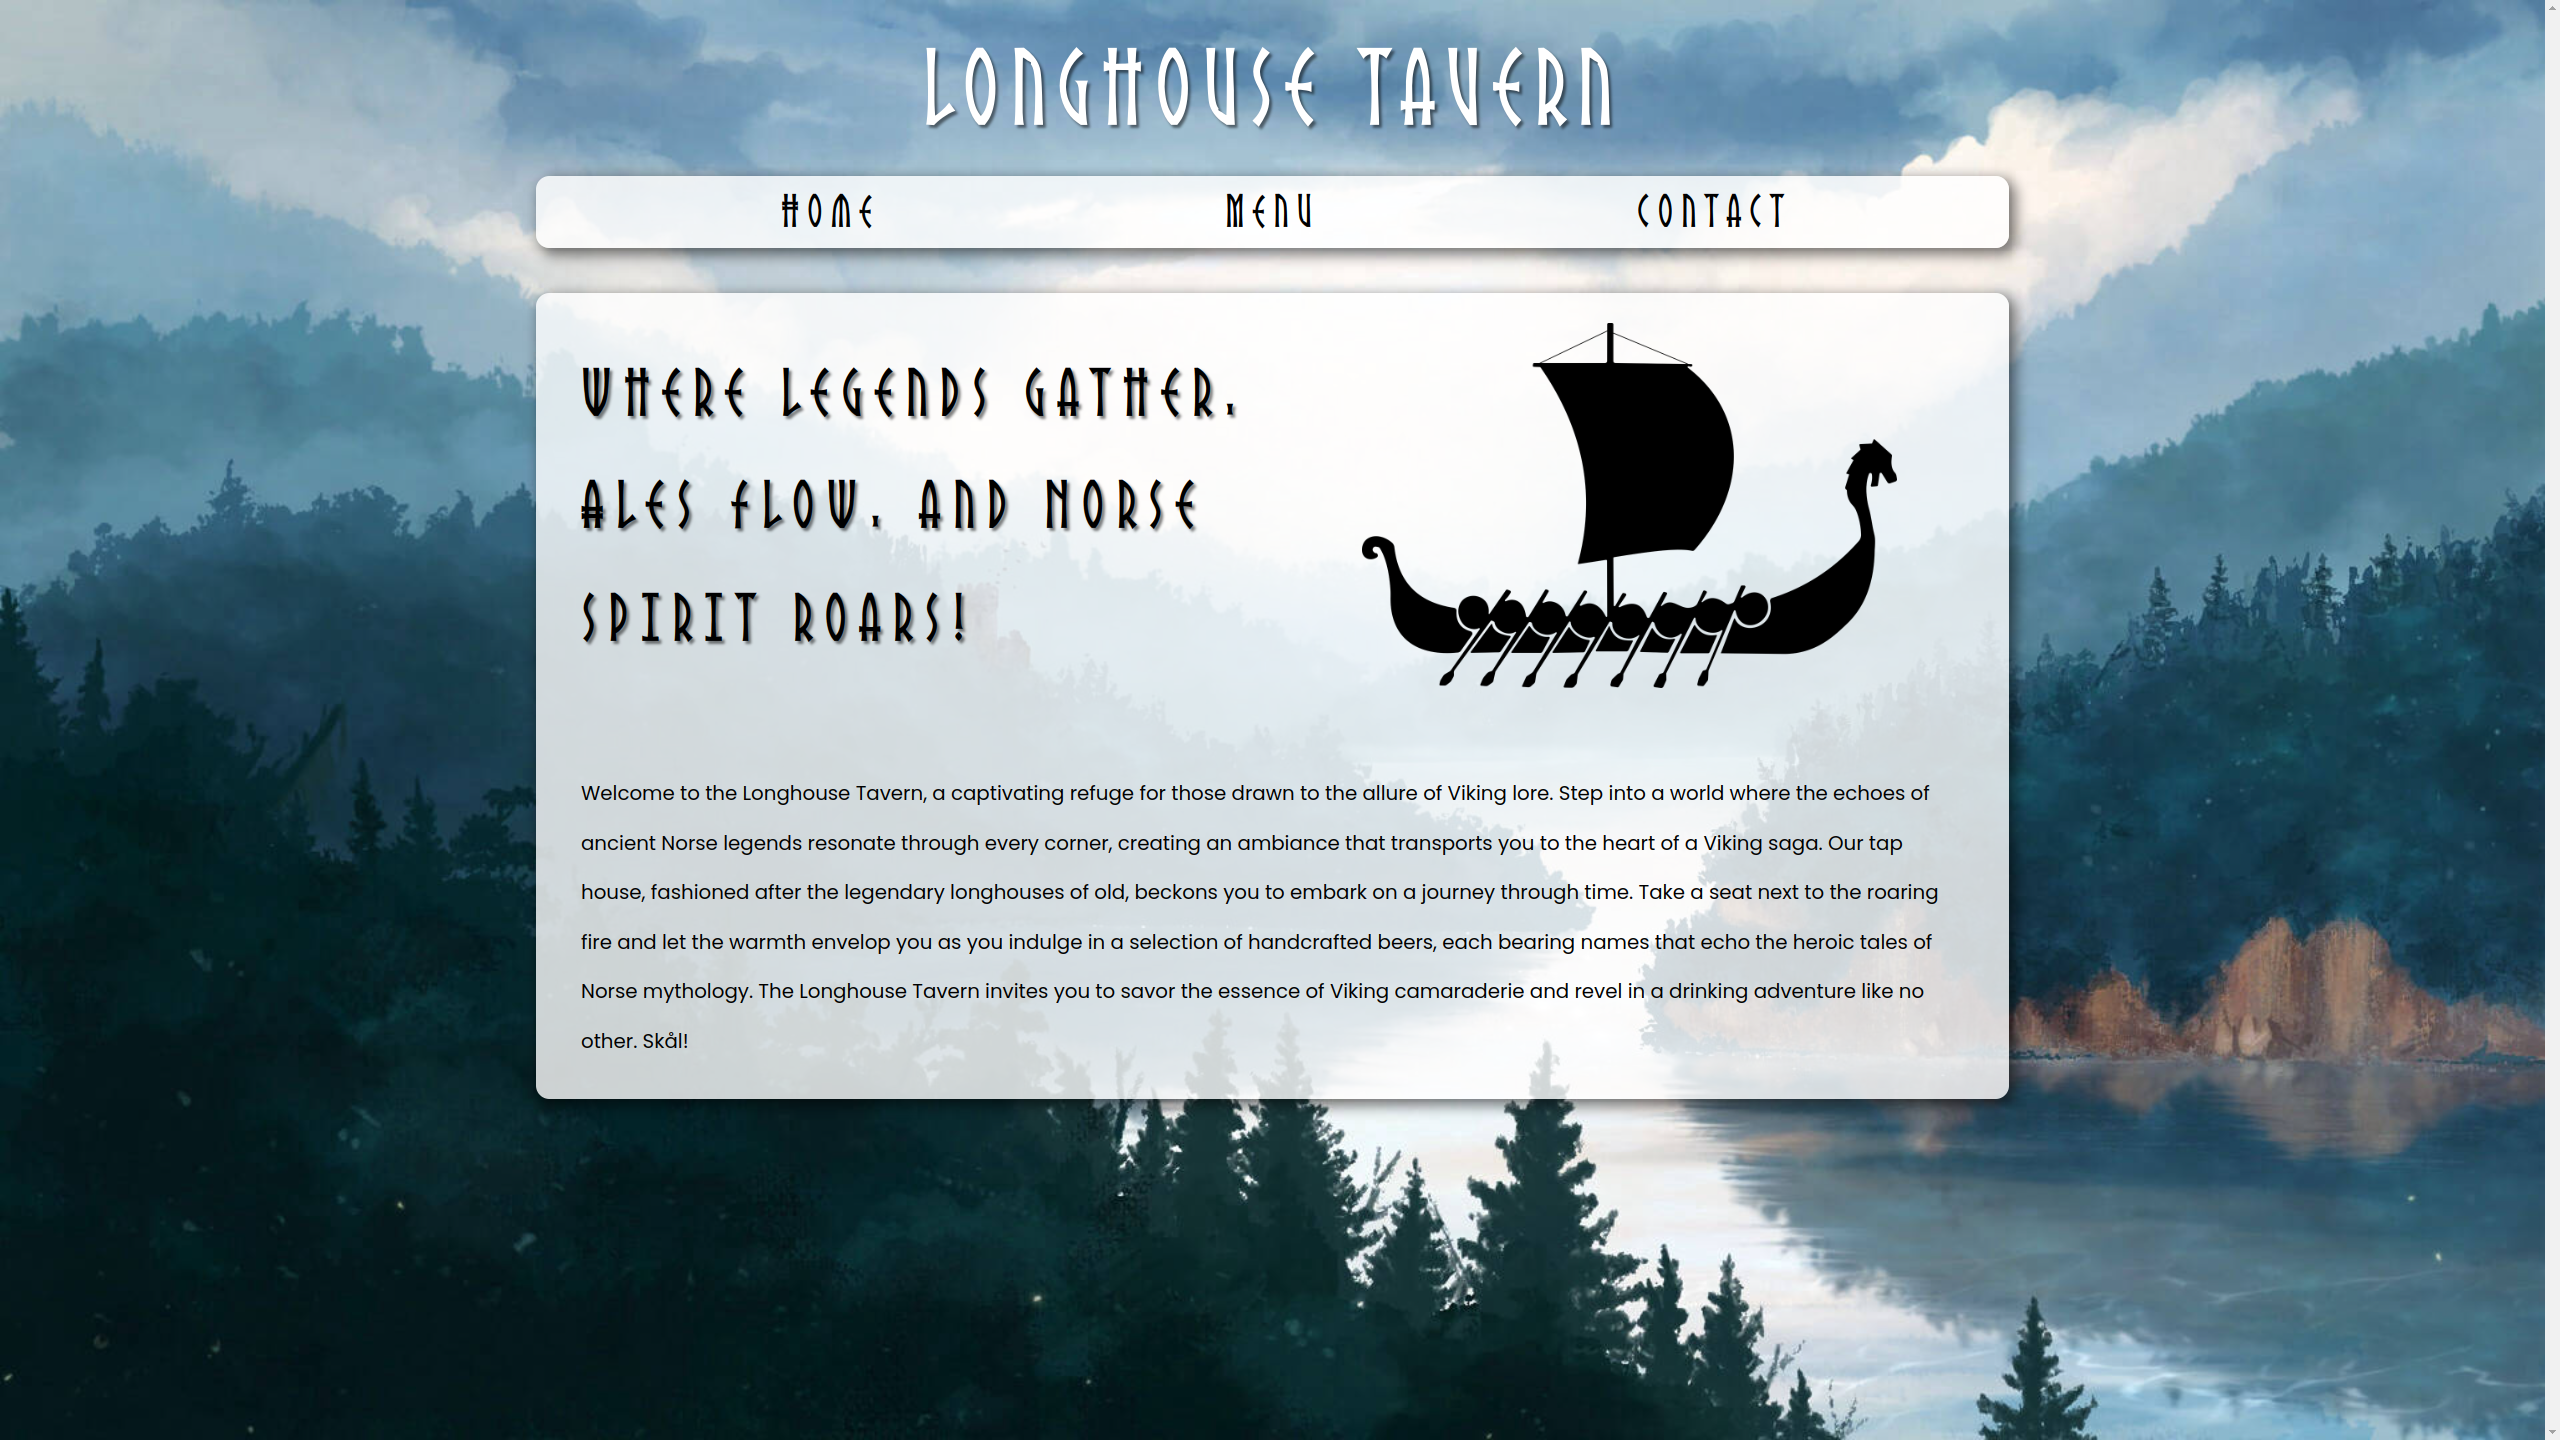 LONGHOUSE TAVERN
HOME MENU CONTACT
WHERE LEGENDS GATHER,
ALES FLOW, AND NORSE
SPIRIT ROARS!
Welcome to the Longhouse Tavern, a captivating refuge for those drawn to the allure of Viking lore. Step into a world where the echoes of
ancient Norse legends resonate through every corner, creating an ambiance that transports you to the heart of a Viking saga. Our tap
house, fashioned after the legendary longhouses of old, beckons you to embark on a journey through time. Take a seat next to the roaring
fire and let the warmth envelop you as you indulge in a selection of handcrafted beers, each bearing names that echo the heroic tales of
Norse mythology. The Longhouse Tavern invites you to savor the essence of Viking camaraderie and revel in a drinking adventure like no
other. Skål!